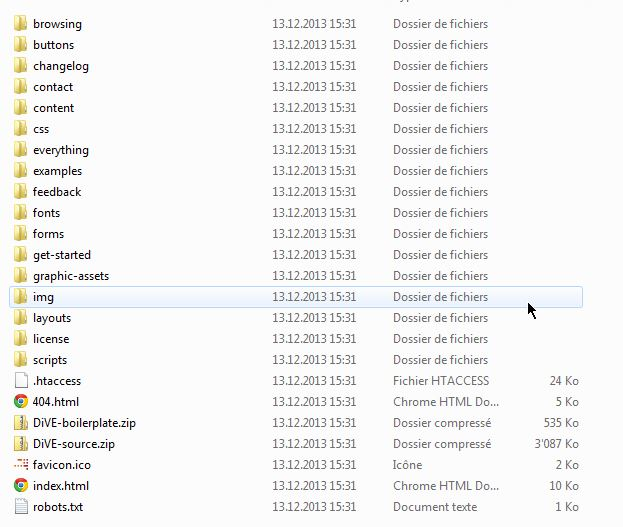 browsing 13.12.2013 15:31 Dossier de fichiers
buttons 13.12.2013 15:31 Dossier de fichiers
changelog 13.12.2013 15:31 Dossier de fichiers
contact 13.12.2013 15:31 Dossier de fichiers
content 13.12.2013 15:31 Dossier de fichiers
css 13.12.2013 15:31 Dossier de fichiers
everything 13.12.2013 15:31 Dossier de fichiers
examples 13.12.2013 15:31 Dossier de fichiers
feedback 13.12.2013 15:31 Dossier de fichiers
fonts 13.12.2013 15:31 Dossier de fichiers
forms 13.12.2013 15:31 Dossier de fichiers
get-started 13.12.2013 15:31 Dossier de fichiers
graphic-assets 13.12.2013 15:31 Dossier de fichiers
img 13.12.2013 15:31 Dossier de fichiers
layouts 13.12.2013 15:31 Dossier de fichiers
license 13.12.2013 15:31 Dossier de fichiers
scripts 13.12.2013 15:31 Dossier de fichiers
.htaccess 13.12.2013 15:31 Fichier HTACCESS 24 Ko
404.html 13.12.2013 15:31 Chrome HTML Do... 5 Ko
DiVE-boilerplate.zip 13.12.2013 15:31 Dossier compressé 535 Ko
DiVE-source.zip 13.12.2013 15:31 Dossier compressé 3'087 Ko
favicon.ico 13.12.2013 15:31 Icône 2 Ko
index.html 13.12.2013 15:31 Chrome HTML Do... 10 Ko
robots.txt 13.12.2013 15:31 Document texte 1 Ko